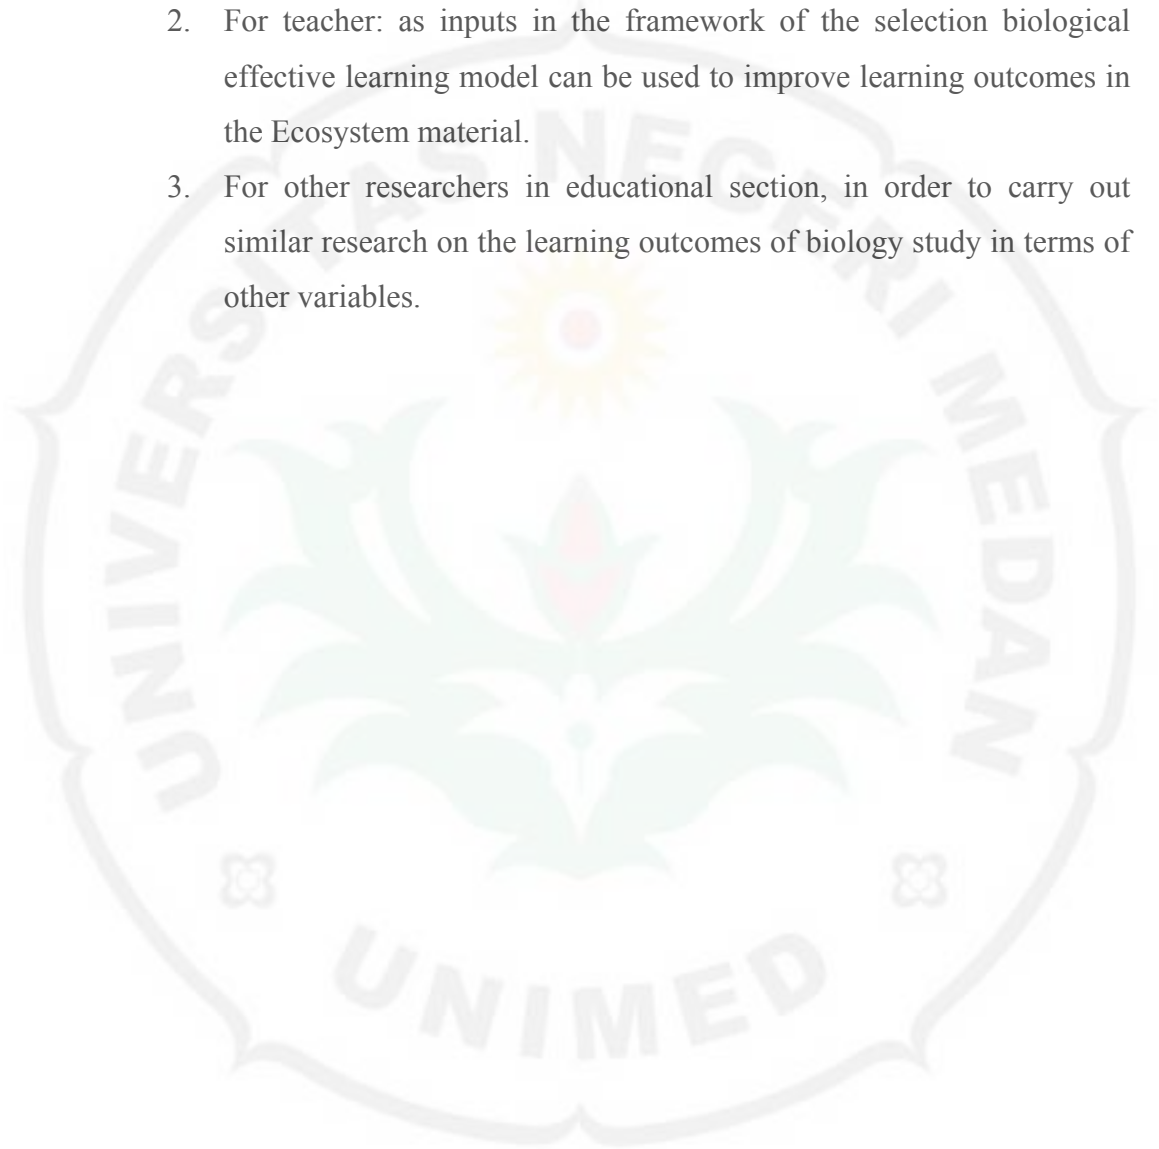 2. For teacher: as inputs in the framework of the selection biological
effective learning model can be used to improve learning outcomes in
the Ecosystem material.
3. For other researchers in educational section, in order to carry out
similar research on the learning outcomes of biology study in terms of
other variables.
UNIVERSITAS NEGERI MEDAN
UNIMED